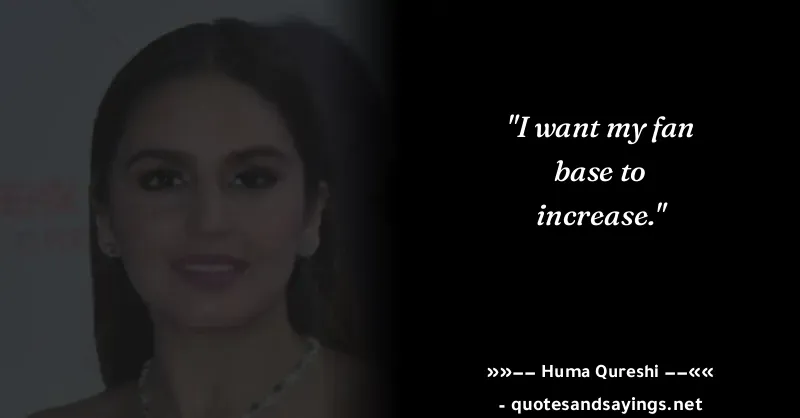 "I want my fan
base to
increase."
»»−− Huma Qureshi −−««
- quotesandsayings.net